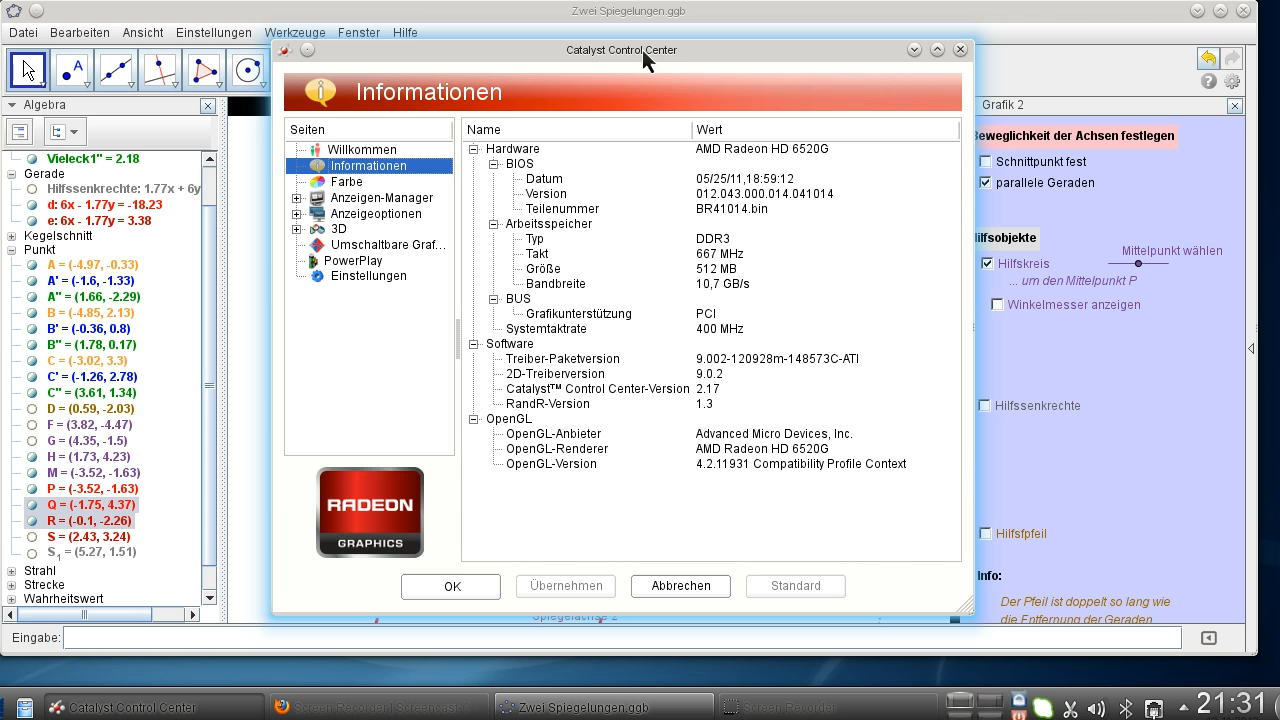 Zwei Spiegelungen.ggb
Datei Bearbeiten Ansicht Einstellungen Werkzeuge Fenster Hilfe
Catalyst Control Center
A
Informationen
Algebra
Grafik 2
Seiten
Willkommen
Informationen
Farbe
Anzeigen-Manager
Anzeigeoptionen
3D
Umschaltbare Graf...
PowerPlay
Einstellungen
Name Wert
Hardware AMD Radeon HD 6520G
BIOS
Datum 05/25/11,18:59:12
Version 012.043.000.014.041014
Teilenummer BR41014.bin
Arbeitsspeicher
Typ DDR3
Takt 667 MHz
Größe 512 MB
Bandbreite 10,7 GB/s
BUS
Grafikunterstützung PCI
Systemtaktrate 400 MHz
Software
Treiber-Paketversion 9.002-120928m-148573C-ATI
2D-Treiberversion 9.0.2
Catalyst™ Control Center-Version 2.17
RandR-Version 1.3
OpenGL
OpenGL-Anbieter Advanced Micro Devices, Inc.
OpenGL-Renderer AMD Radeon HD 6520G
OpenGL-Version 4.2.11931 Compatibility Profile Context
RADEON
GRAPHICS
OK Übernehmen Abbrechen Standard
Vieleck1" = 2.18
Gerade
Hilfssenkrechte: 1.77x + 6y
d: 6x - 1.77y = -18.23
e: 6x - 1.77y = 3.38
Kegelschnitt
Punkt
A = (-4.97, -0.33)
A' = (-1.6, -1.33)
A" = (1.66, -2.29)
B = (-4.85, 2.13)
B' = (-0.36, 0.8)
B" = (1.78, 0.17)
C = (-3.02, 3.3)
C' = (-1.26, 2.78)
C" = (3.61, 1.34)
D = (0.59, -2.03)
F = (3.82, -4.47)
G = (4.35, -1.5)
H = (1.73, 4.23)
M = (-3.52, -1.63)
P = (-3.52, -1.63)
Q = (-1.75, 4.37)
R = (-0.1, -2.26)
S = (2.43, 3.24)
S1 = (5.27, 1.51)
Strahl
Strecke
Wahrheitswert
Beweglichkeit der Achsen festlegen
Schnittpunkt fest
parallele Geraden
ilfsobjekte
Mittelpunkt wählen
Hilfskreis
... um den Mittelpunkt P
Winkelmesser anzeigen
Hilfssenkrechte
Hilfsfpfeil
Info:
Der Pfeil ist doppelt so lang wie
die Entfernung der Geraden
Spiegelachse 2
Eingabe:
Catalyst Control Center
Zwei Spiegelungen.ggb
Screen Recorder
21:31